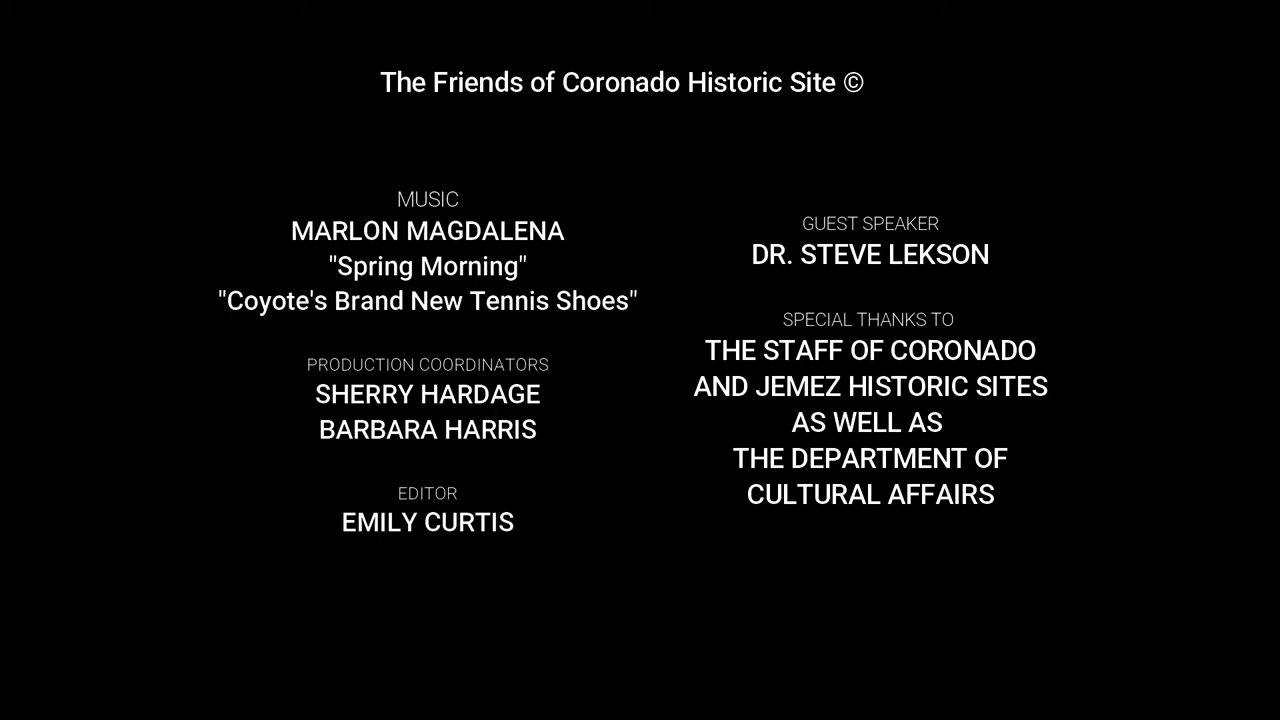 The Friends of Coronado Historic Site ©
MUSIC
MARLON MAGDALENA
"Spring Morning"
"Coyote's Brand New Tennis Shoes"
PRODUCTION COORDINATORS
SHERRY HARDAGE
BARBARA HARRIS
EDITOR
EMILY CURTIS
GUEST SPEAKER
DR. STEVE LEKSON
SPECIAL THANKS TO
THE STAFF OF CORONADO
AND JEMEZ HISTORIC SITES
AS WELL AS
THE DEPARTMENT OF
CULTURAL AFFAIRS